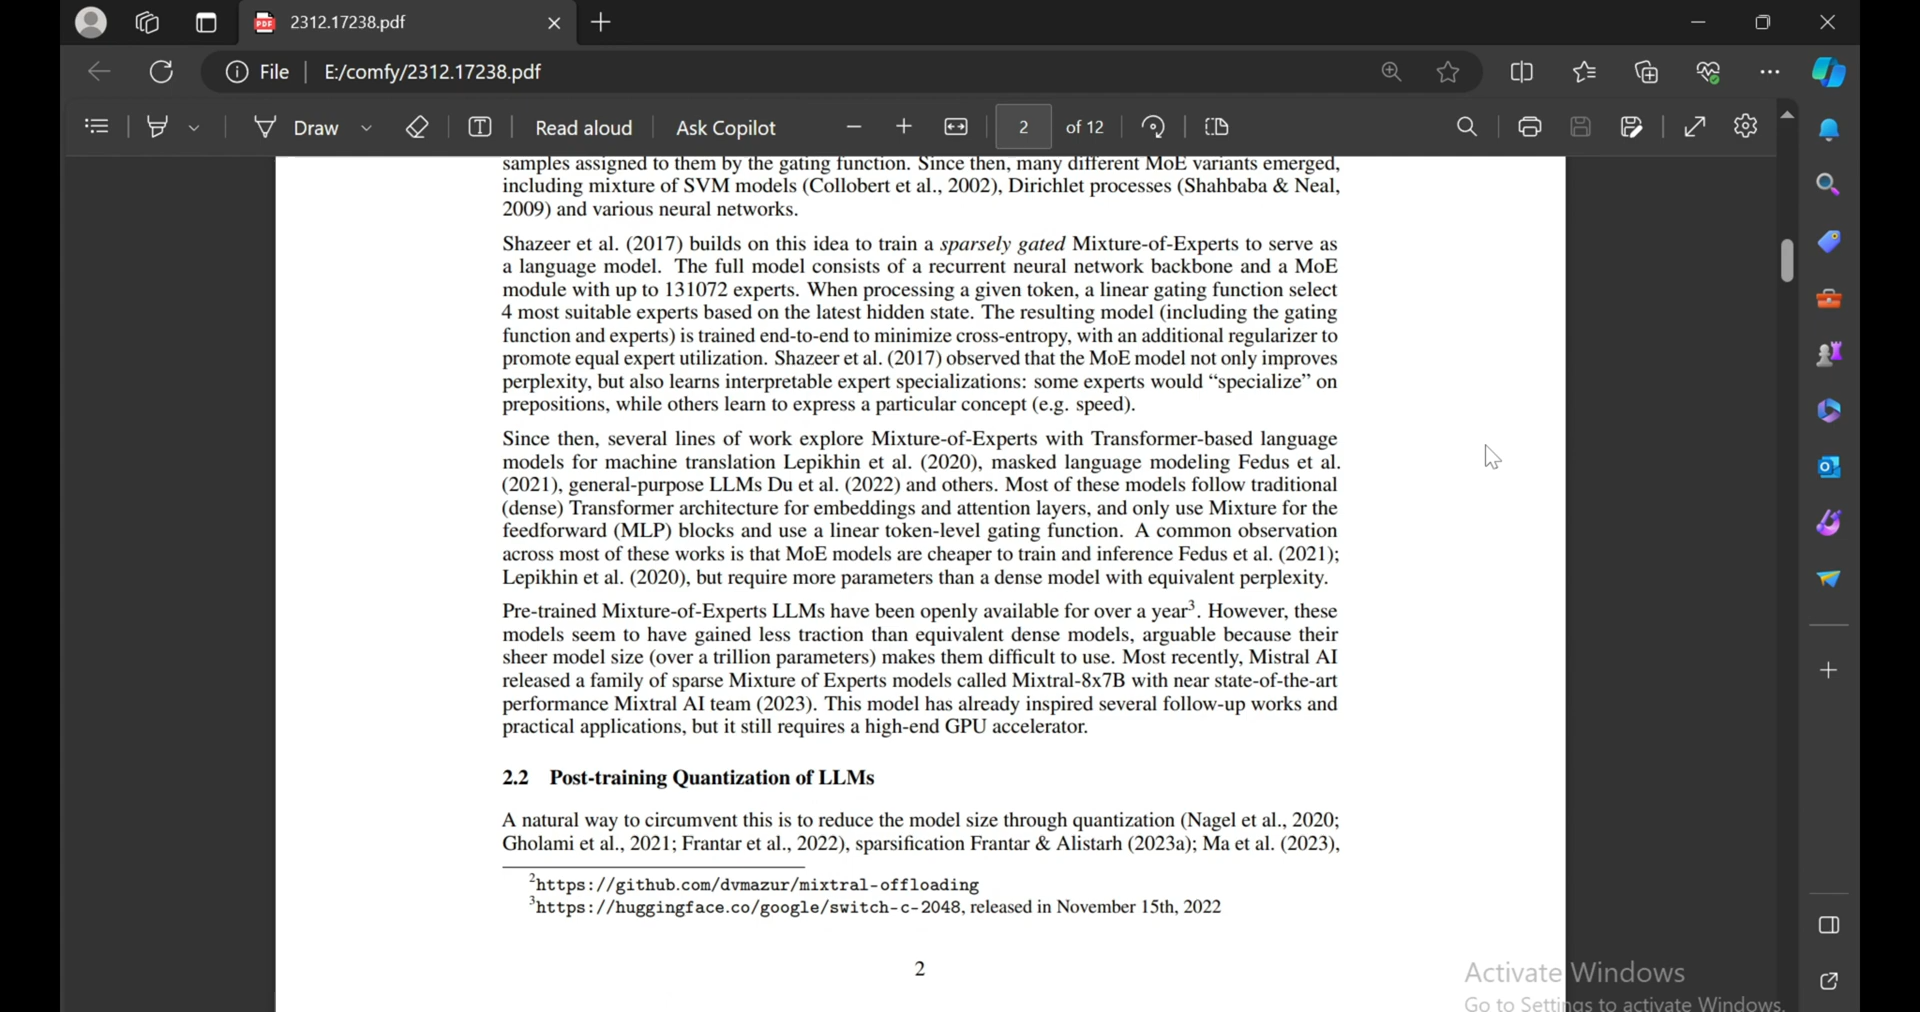 2312.17238.pdf
File
E:/comfy/2312.17238.pdf
Draw
Read aloud
Ask Copilot
2
of 12
samples assigned to them by the gating function. Since then, many different MoE variants emerged,
including mixture of SVM models (Collobert et al., 2002), Dirichlet processes (Shahbaba & Neal,
2009) and various neural networks.
Shazeer et al. (2017) builds on this idea to train a sparsely gated Mixture-of-Experts to serve as
a language model. The full model consists of a recurrent neural network backbone and a MoE
module with up to 131072 experts. When processing a given token, a linear gating function select
4 most suitable experts based on the latest hidden state. The resulting model (including the gating
function and experts) is trained end-to-end to minimize cross-entropy, with an additional regularizer to
promote equal expert utilization. Shazeer et al. (2017) observed that the MoE model not only improves
perplexity, but also learns interpretable expert specializations: some experts would “specialize” on
prepositions, while others learn to express a particular concept (e.g. speed).
Since then, several lines of work explore Mixture-of-Experts with Transformer-based language
models for machine translation Lepikhin et al. (2020), masked language modeling Fedus et al.
(2021), general-purpose LLMs Du et al. (2022) and others. Most of these models follow traditional
(dense) Transformer architecture for embeddings and attention layers, and only use Mixture for the
feedforward (MLP) blocks and use a linear token-level gating function. A common observation
across most of these works is that MoE models are cheaper to train and inference Fedus et al. (2021);
Lepikhin et al. (2020), but require more parameters than a dense model with equivalent perplexity.
Pre-trained Mixture-of-Experts LLMs have been openly available for over a year³. However, these
models seem to have gained less traction than equivalent dense models, arguable because their
sheer model size (over a trillion parameters) makes them difficult to use. Most recently, Mistral AI
released a family of sparse Mixture of Experts models called Mixtral-8x7B with near state-of-the-art
performance Mixtral AI team (2023). This model has already inspired several follow-up works and
practical applications, but it still requires a high-end GPU accelerator.
2.2 Post-training Quantization of LLMs
A natural way to circumvent this is to reduce the model size through quantization (Nagel et al., 2020;
Gholami et al., 2021; Frantar et al., 2022), sparsification Frantar & Alistarh (2023a); Ma et al. (2023),
²https://github.com/dvmazur/mixtral-offloading
³https://huggingface.co/google/switch-c-2048, released in November 15th, 2022
2
Activate Windows
Go to Settings to activate Windows.